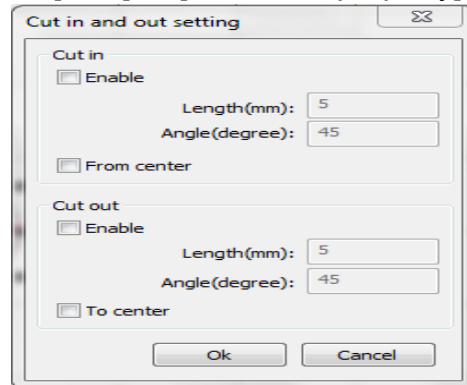 Cut in and out setting
Cut in
Enable
Length(mm): 5
Angle(degree): 45
From center
Cut out
Enable
Length(mm): 5
Angle(degree): 45
To center
Ok Cancel